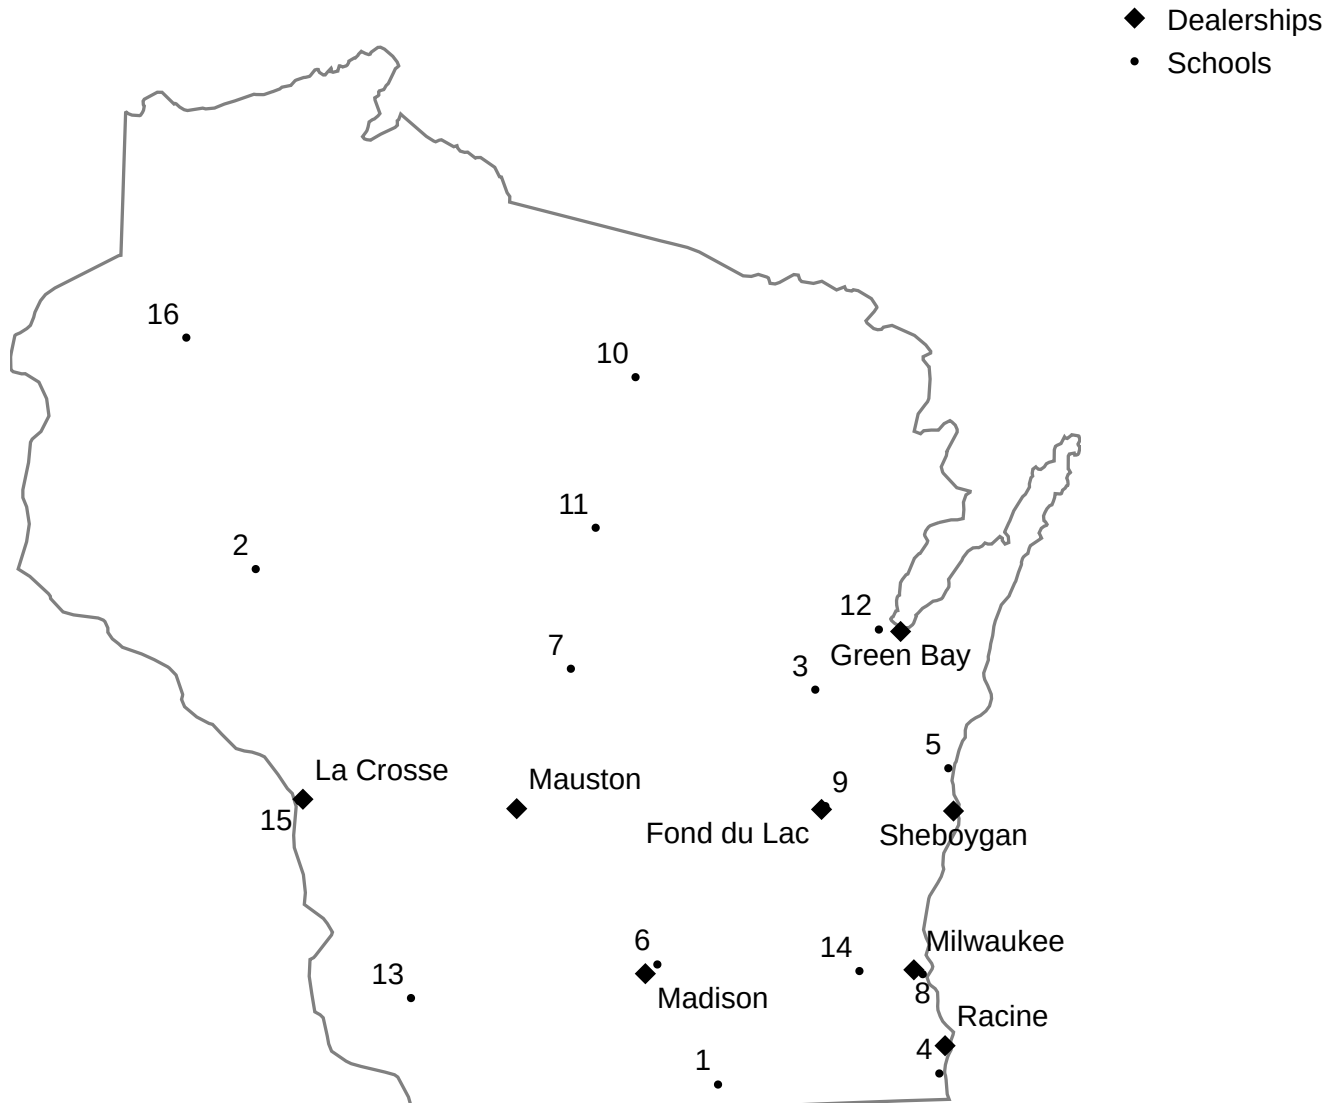 Dealerships
Schools
16
10
11
2
12
Green Bay
7
3
5
La Crosse
Mauston
9
15
Fond du Lac
Sheboygan
6
14
Milwaukee
13
Madison
8
Racine
4
1